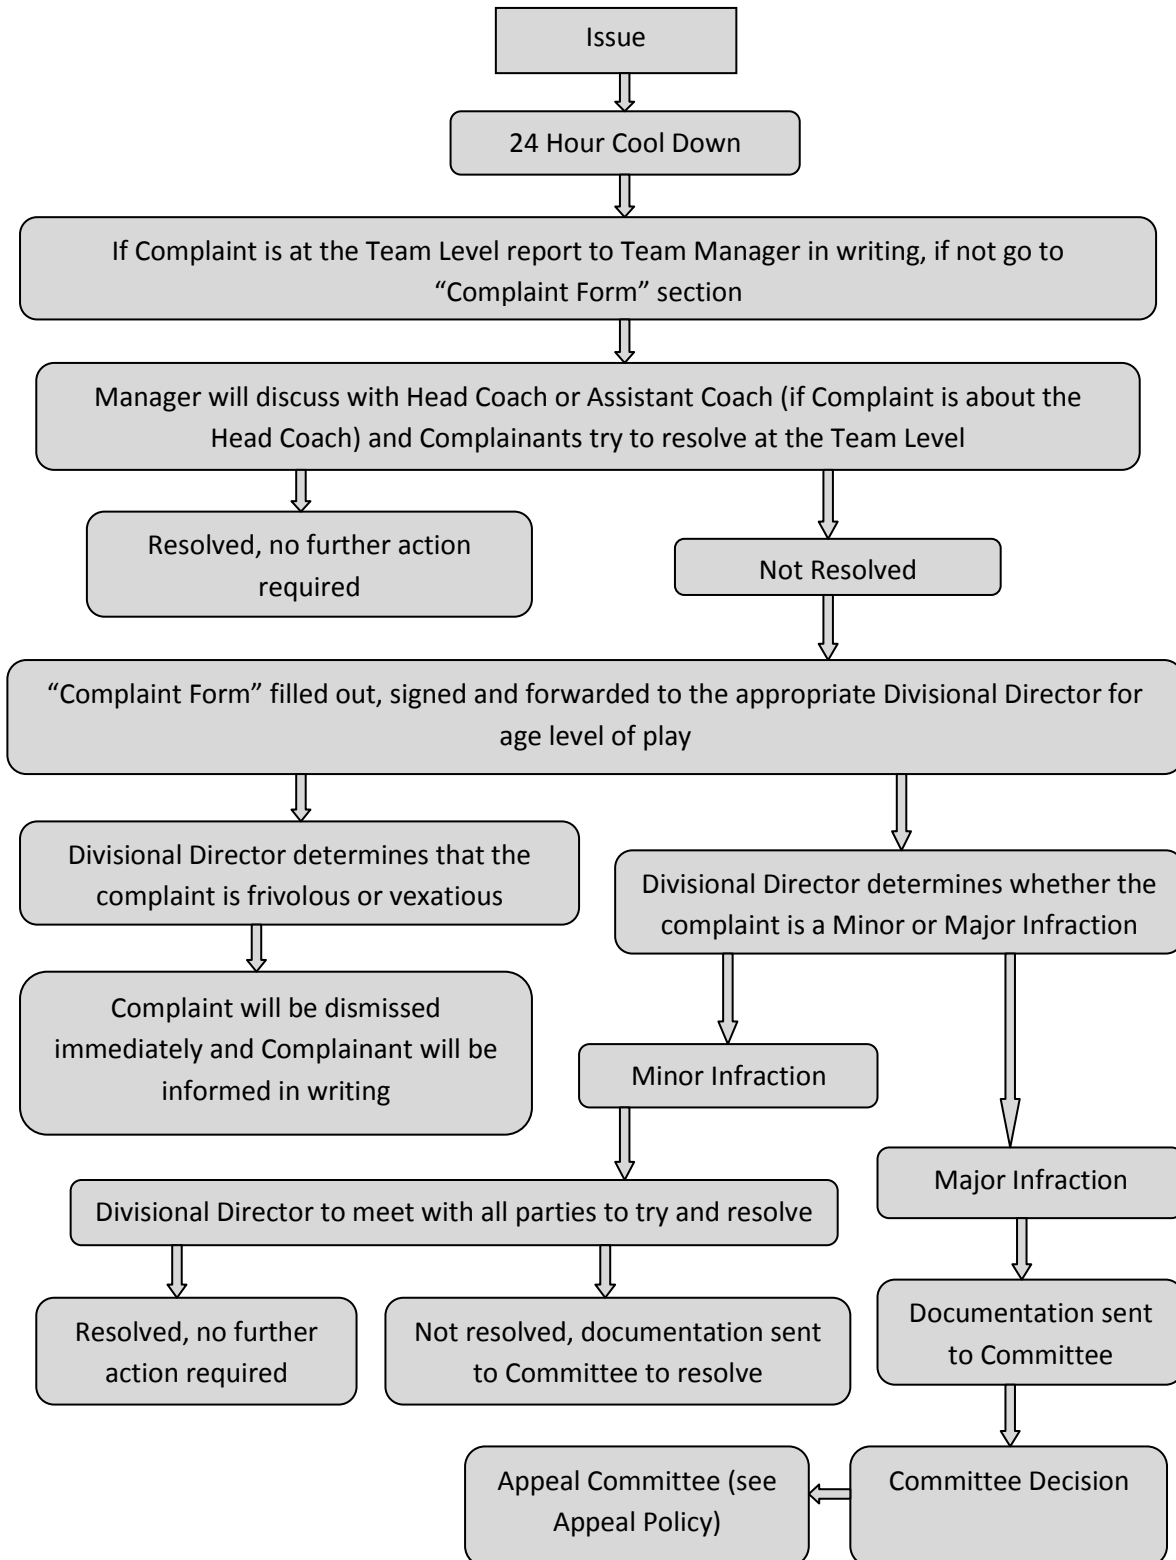 Issue
24 Hour Cool Down
If Complaint is at the Team Level report to Team Manager in writing, if not go to
“Complaint Form” section
Manager will discuss with Head Coach or Assistant Coach (if Complaint is about the
Head Coach) and Complainants try to resolve at the Team Level
Resolved, no further action
required
Not Resolved
“Complaint Form” filled out, signed and forwarded to the appropriate Divisional Director for
age level of play
Divisional Director determines that the
complaint is frivolous or vexatious
Divisional Director determines whether the
complaint is a Minor or Major Infraction
Complaint will be dismissed
immediately and Complainant will be
informed in writing
Minor Infraction
Major Infraction
Divisional Director to meet with all parties to try and resolve
Resolved, no further
action required
Not resolved, documentation sent
to Committee to resolve
Documentation sent
to Committee
Appeal Committee (see
Appeal Policy)
Committee Decision